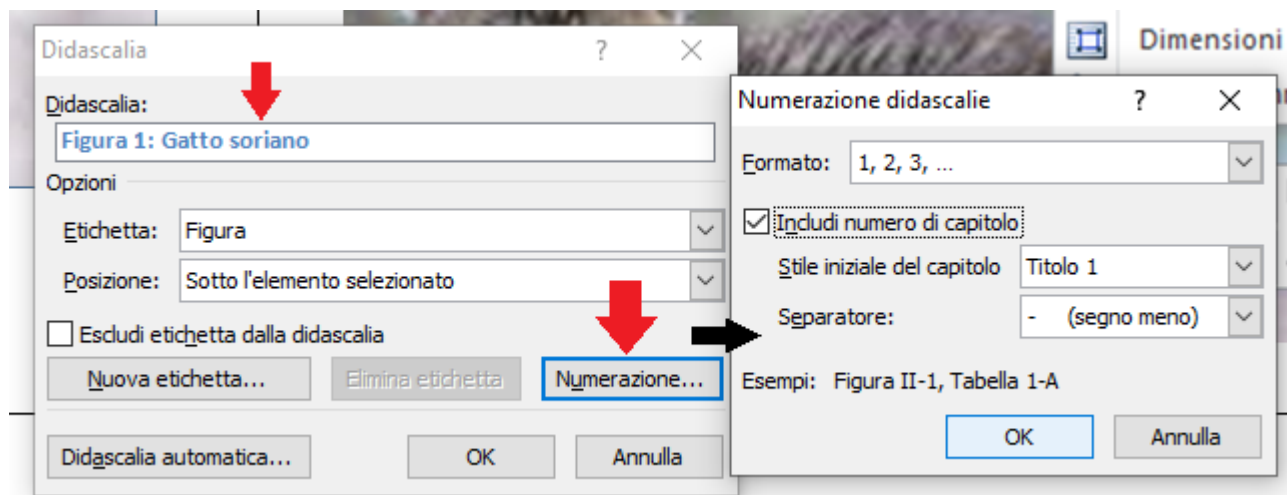 Didascalia ?
Didascalia:
Figura 1: Gatto soriano
Opzioni
Etichetta: Figura
Posizione: Sotto l'elemento selezionato
Escludi etichetta dalla didascalia
Nuova etichetta... Elimina etichetta Numerazione...
Didascalia automatica... OK Annulla
Dimensioni
Numerazione didascalie ?
Formato: 1, 2, 3, ...
Includi numero di capitolo
Stile iniziale del capitolo Titolo 1
Separatore: - (segno meno)
Esempi: Figura II-1, Tabella 1-A
OK Annulla